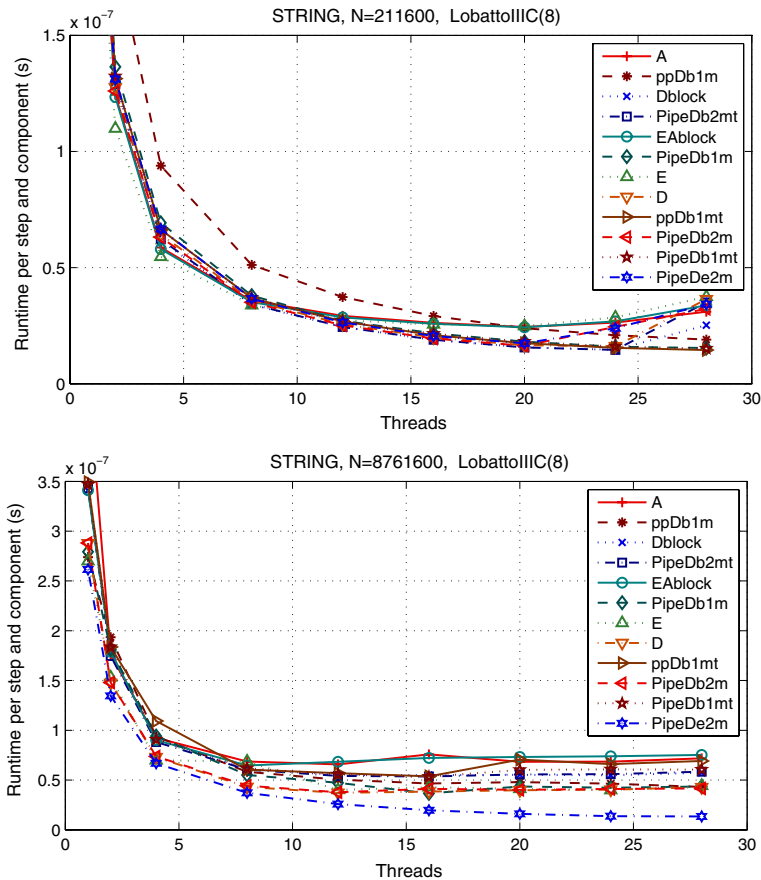 STRING, N=211600, LobattoIIIC(8)
x 10⁻⁷
1.5
1
0.5
0
Runtime per step and component (s)
0 5 10 15 20 25 30
Threads
A
ppDb1m
Dblock
PipeDb2mt
EAblock
PipeDb1m
E
D
ppDb1mt
PipeDb2m
PipeDb1mt
PipeDe2m
STRING, N=8761600, LobattoIIIC(8)
x 10⁻⁷
3.5
3
2.5
2
1.5
1
0.5
0
Runtime per step and component (s)
0 5 10 15 20 25 30
Threads
A
ppDb1m
Dblock
PipeDb2mt
EAblock
PipeDb1m
E
D
ppDb1mt
PipeDb2m
PipeDb1mt
PipeDe2m